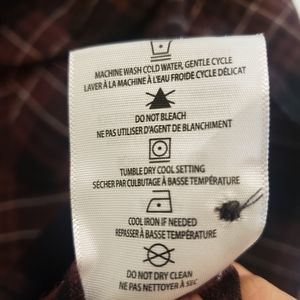 MACHINE WASH COLD WATER, GENTLE CYCLE
LAVER À LA MACHINE À L'EAU FROIDE CYCLE DÉLICAT
DO NOT BLEACH
NE PAS UTILISER D'AGENT DE BLANCHIMENT
TUMBLE DRY COOL SETTING
SÉCHER PAR CULBUTAGE À BASSE TEMPÉRATURE
COOL IRON IF NEEDED
REPASSER À BASSE TEMPÉRATURE
DO NOT DRY CLEAN
NE PAS NETTOYER À SEC